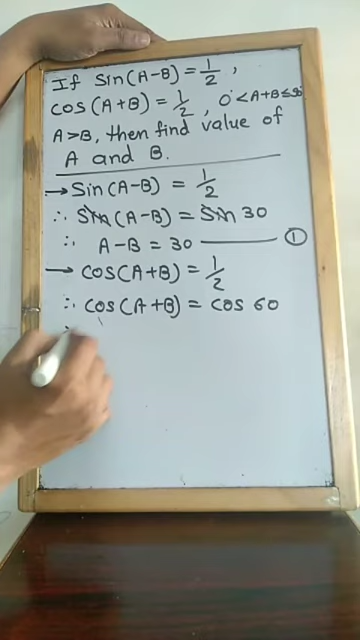 If Sin(A-B) = 1/2 ,
cos(A+B) = 1/2 , 0° < A+B ≤ 90°
A>B, then find value of
A and B.
→ Sin(A-B) = 1/2
∴ Sin(A-B) = Sin 30
∴ A-B = 30 ——— ①
→ cos(A+B) = 1/2
∴ cos(A+B) = cos 60